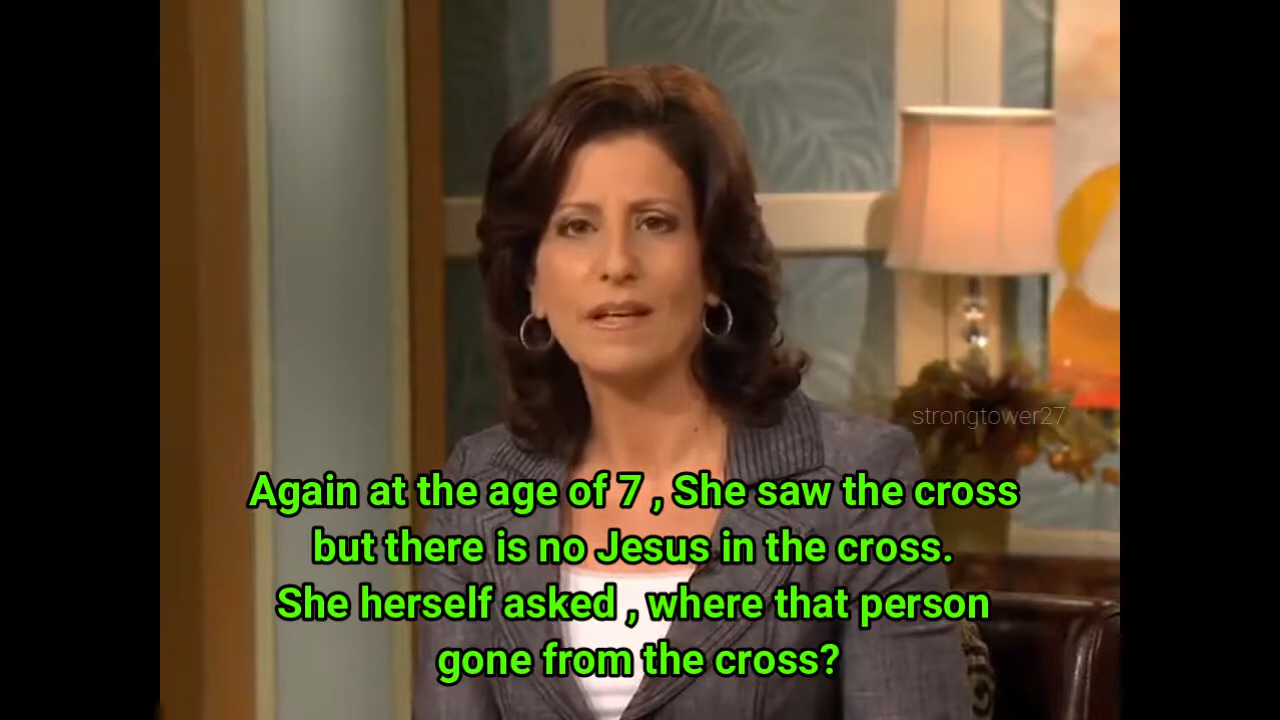 strongtower27
Again at the age of 7 , She saw the cross
but there is no Jesus in the cross.
She herself asked , where that person
gone from the cross?